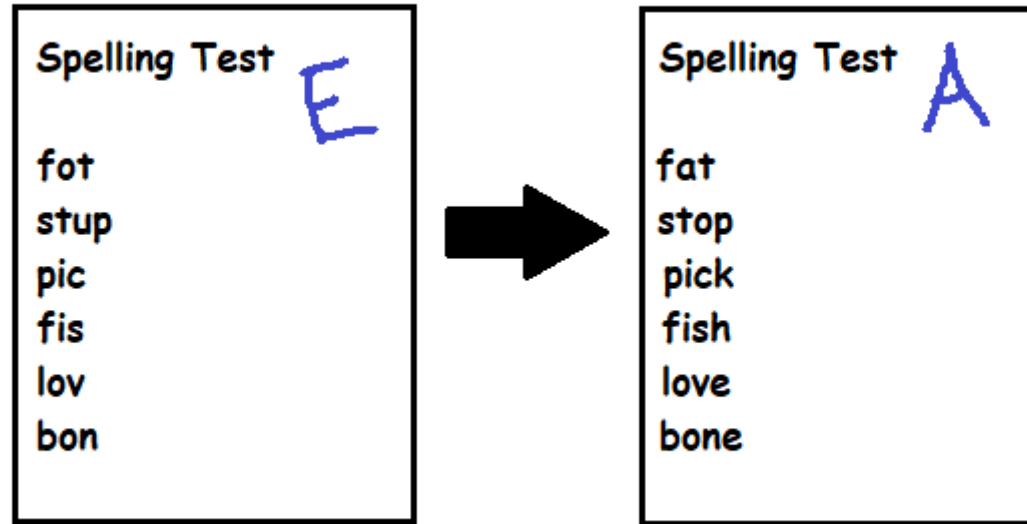 Spelling Test E
fot
stup
pic
fis
lov
bon
Spelling Test A
fat
stop
pick
fish
love
bone